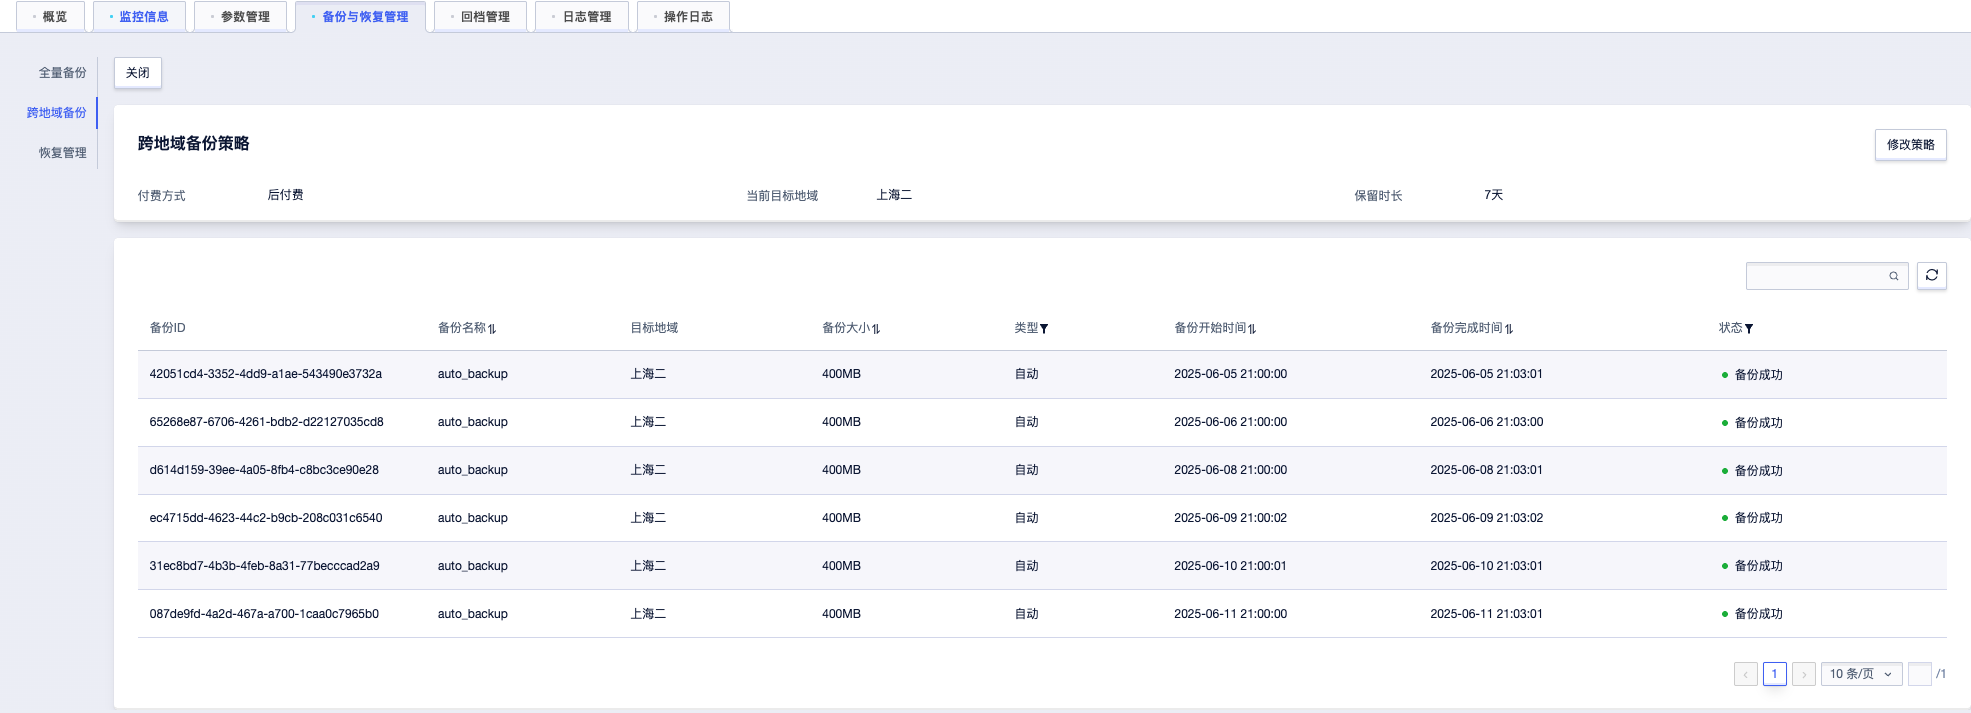 概览 监控信息 参数管理 备份与恢复管理 回档管理 日志管理 操作日志
全量备份
跨地域备份
恢复管理
关闭
跨地域备份策略
修改策略
付费方式 后付费 当前目标地域 上海二 保留时长 7天
备份ID 备份名称 目标地域 备份大小 类型 备份开始时间 备份完成时间 状态
42051cd4-3352-4dd9-a1ae-543490e3732a auto_backup 上海二 400MB 自动 2025-06-05 21:00:00 2025-06-05 21:03:01 备份成功
65268e87-6706-4261-bdb2-d22127035cd8 auto_backup 上海二 400MB 自动 2025-06-06 21:00:00 2025-06-06 21:03:00 备份成功
d614d159-39ee-4a05-8fb4-c8bc3ce90e28 auto_backup 上海二 400MB 自动 2025-06-08 21:00:00 2025-06-08 21:03:01 备份成功
ec4715dd-4623-44c2-b9cb-208c031c6540 auto_backup 上海二 400MB 自动 2025-06-09 21:00:02 2025-06-09 21:03:02 备份成功
31ec8bd7-4b3b-4feb-8a31-77becccad2a9 auto_backup 上海二 400MB 自动 2025-06-10 21:00:01 2025-06-10 21:03:01 备份成功
087de9fd-4a2d-467a-a700-1caa0c7965b0 auto_backup 上海二 400MB 自动 2025-06-11 21:00:00 2025-06-11 21:03:01 备份成功
1 10 条/页 /1